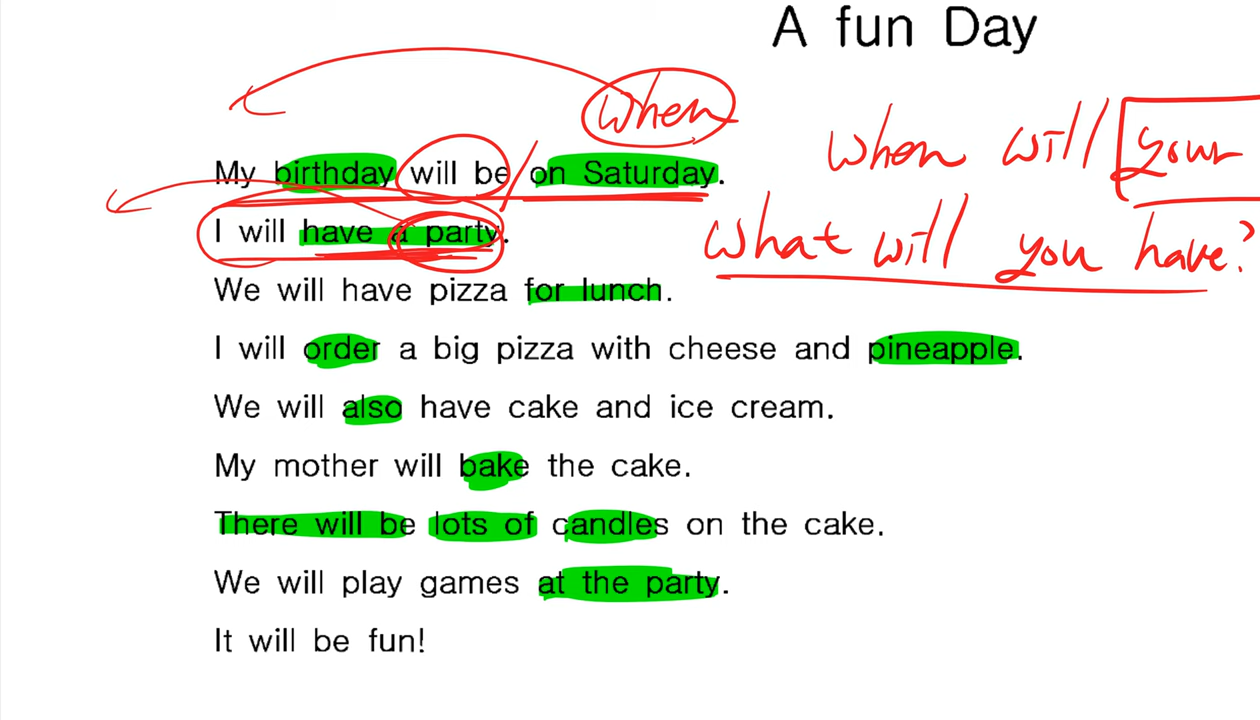 A fun Day
when
when will your
My birthday will be on Saturday.
I will have a party.
what will you have?
We will have pizza for lunch.
I will order a big pizza with cheese and pineapple.
We will also have cake and ice cream.
My mother will bake the cake.
There will be lots of candles on the cake.
We will play games at the party.
It will be fun!